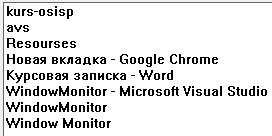 kurs-osisp
avs
Resourses
Новая вкладка - Google Chrome
Курсовая записка - Word
WindowMonitor - Microsoft Visual Studio
WindowMonitor
Window Monitor